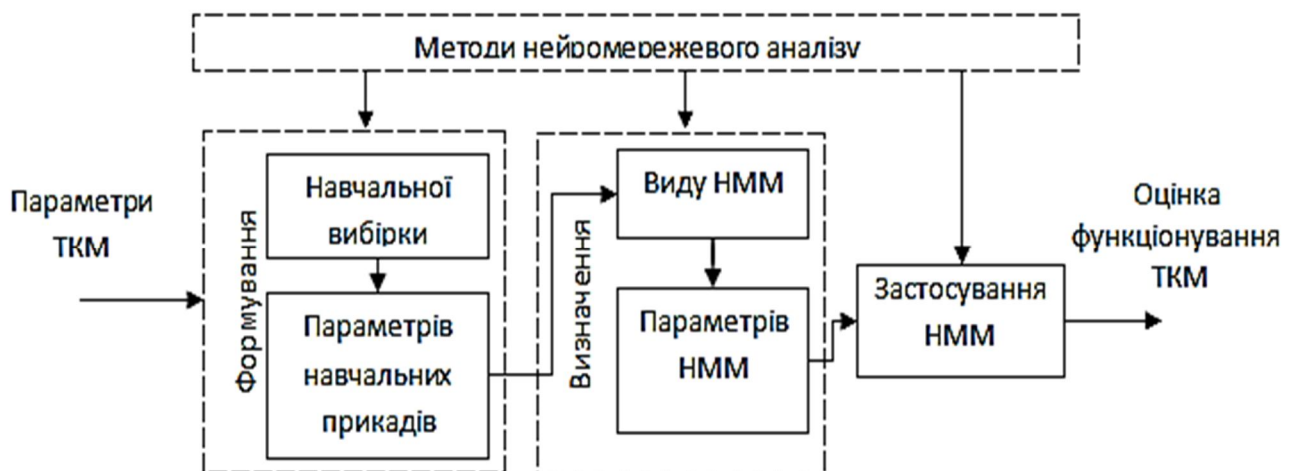 Методи нейромережевого аналізу
Параметри
ТКМ
Формування
Навчальної
вибірки
Параметрів
навчальних
прикадів
Визначення
Виду НММ
Параметрів
НММ
Застосування
НММ
Оцінка
функціонування
ТКМ